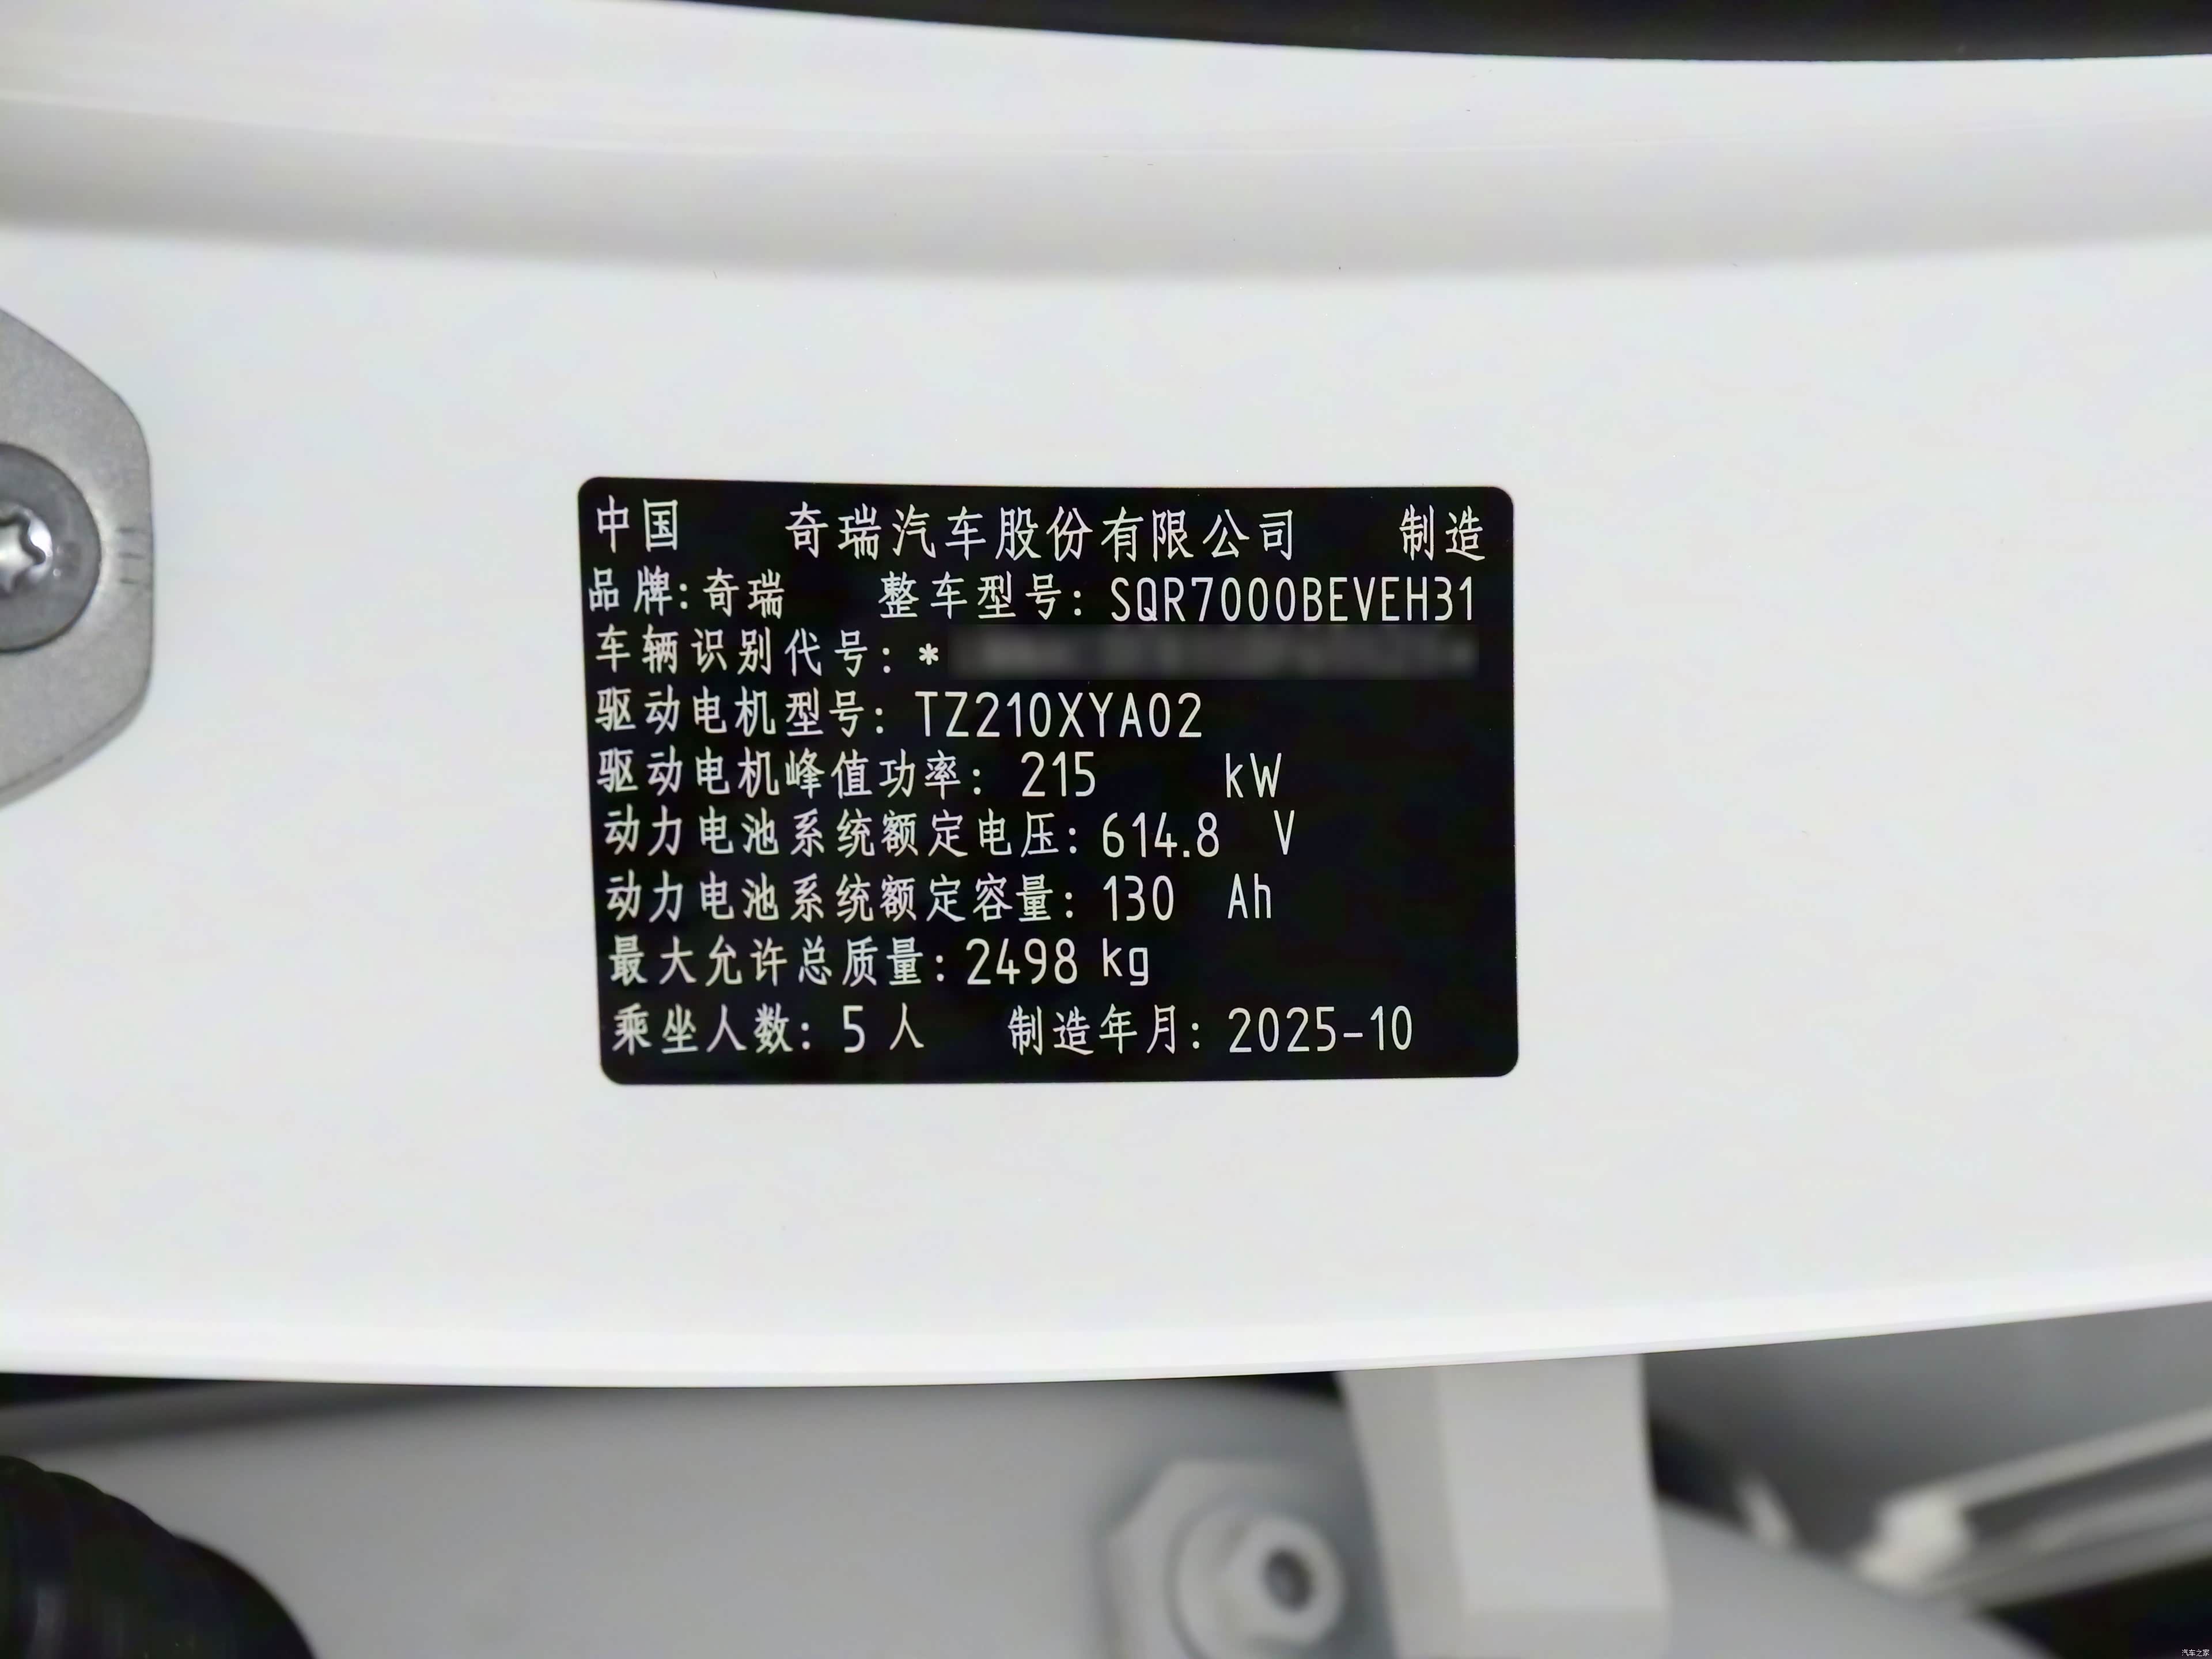 中国 奇瑞汽车股份有限公司 制造
品牌:奇瑞 整车型号:SQR7000BEVEH31
车辆识别代号:*
驱动电机型号:TZ210XYA02
驱动电机峰值功率:215 kW
动力电池系统额定电压:614.8 V
动力电池系统额定容量:130 Ah
最大允许总质量:2498 kg
乘坐人数:5人 制造年月:2025-10
汽车之家